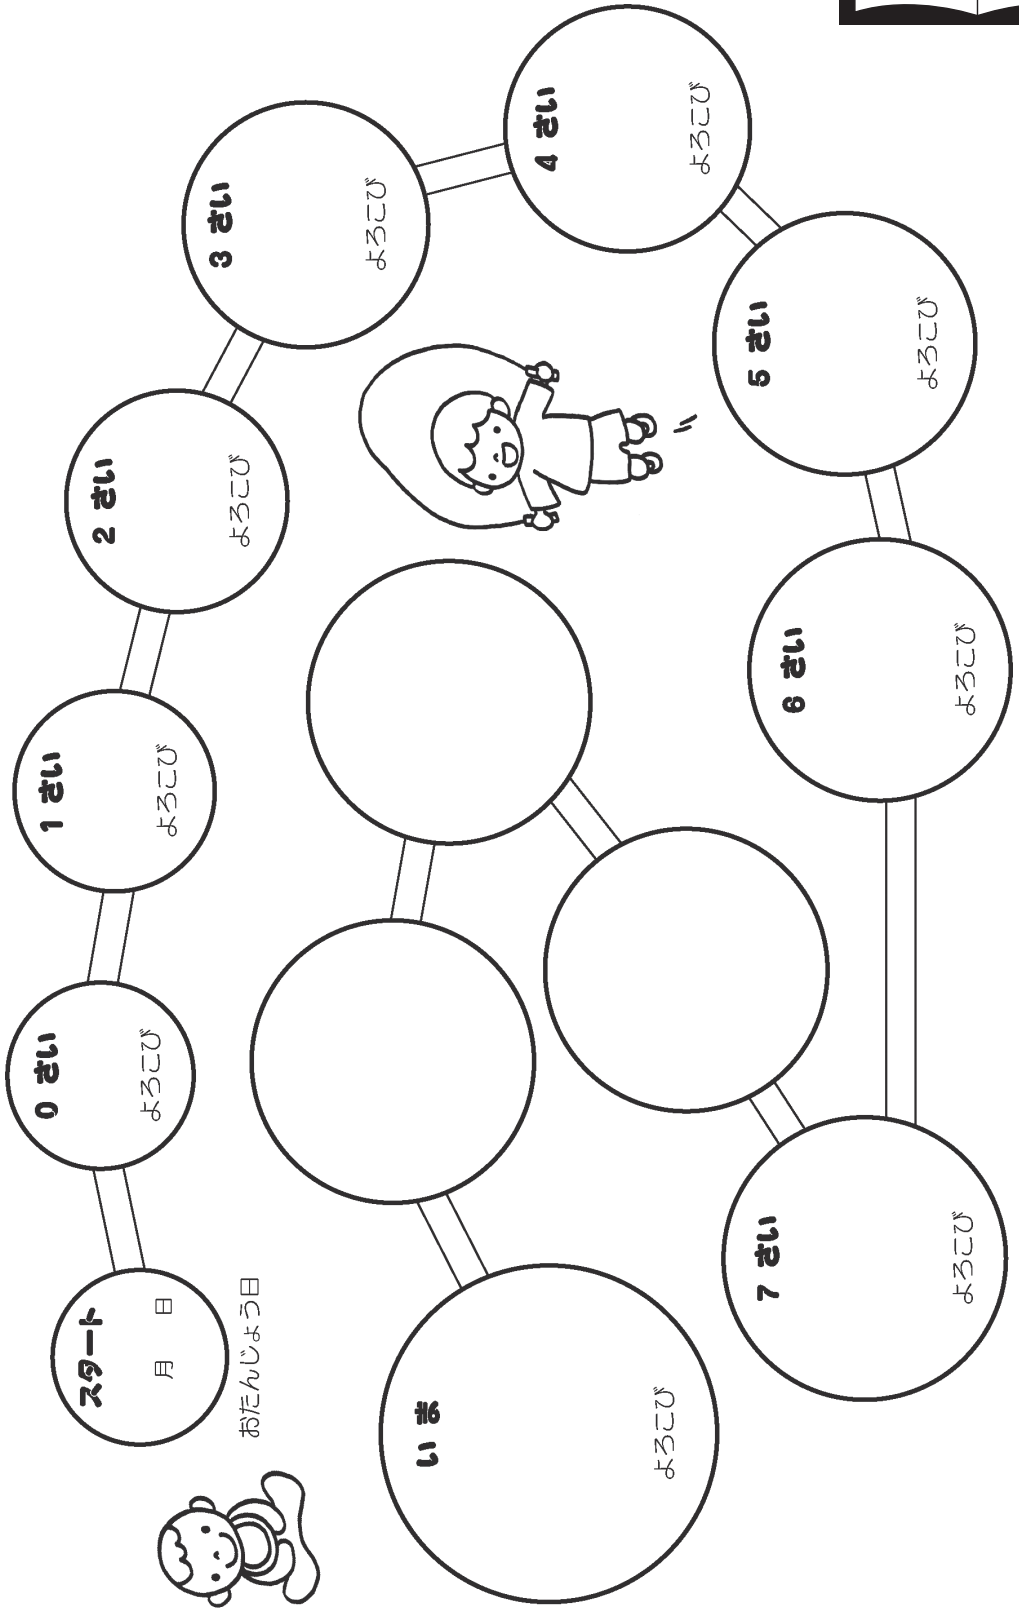 スタート
月 日
おたんじょう日
0 さい
よろこび
1 さい
よろこび
2 さい
よろこび
3 さい
よろこび
4 さい
よろこび
5 さい
よろこび
6 さい
よろこび
7 さい
よろこび
い ま
よろこび